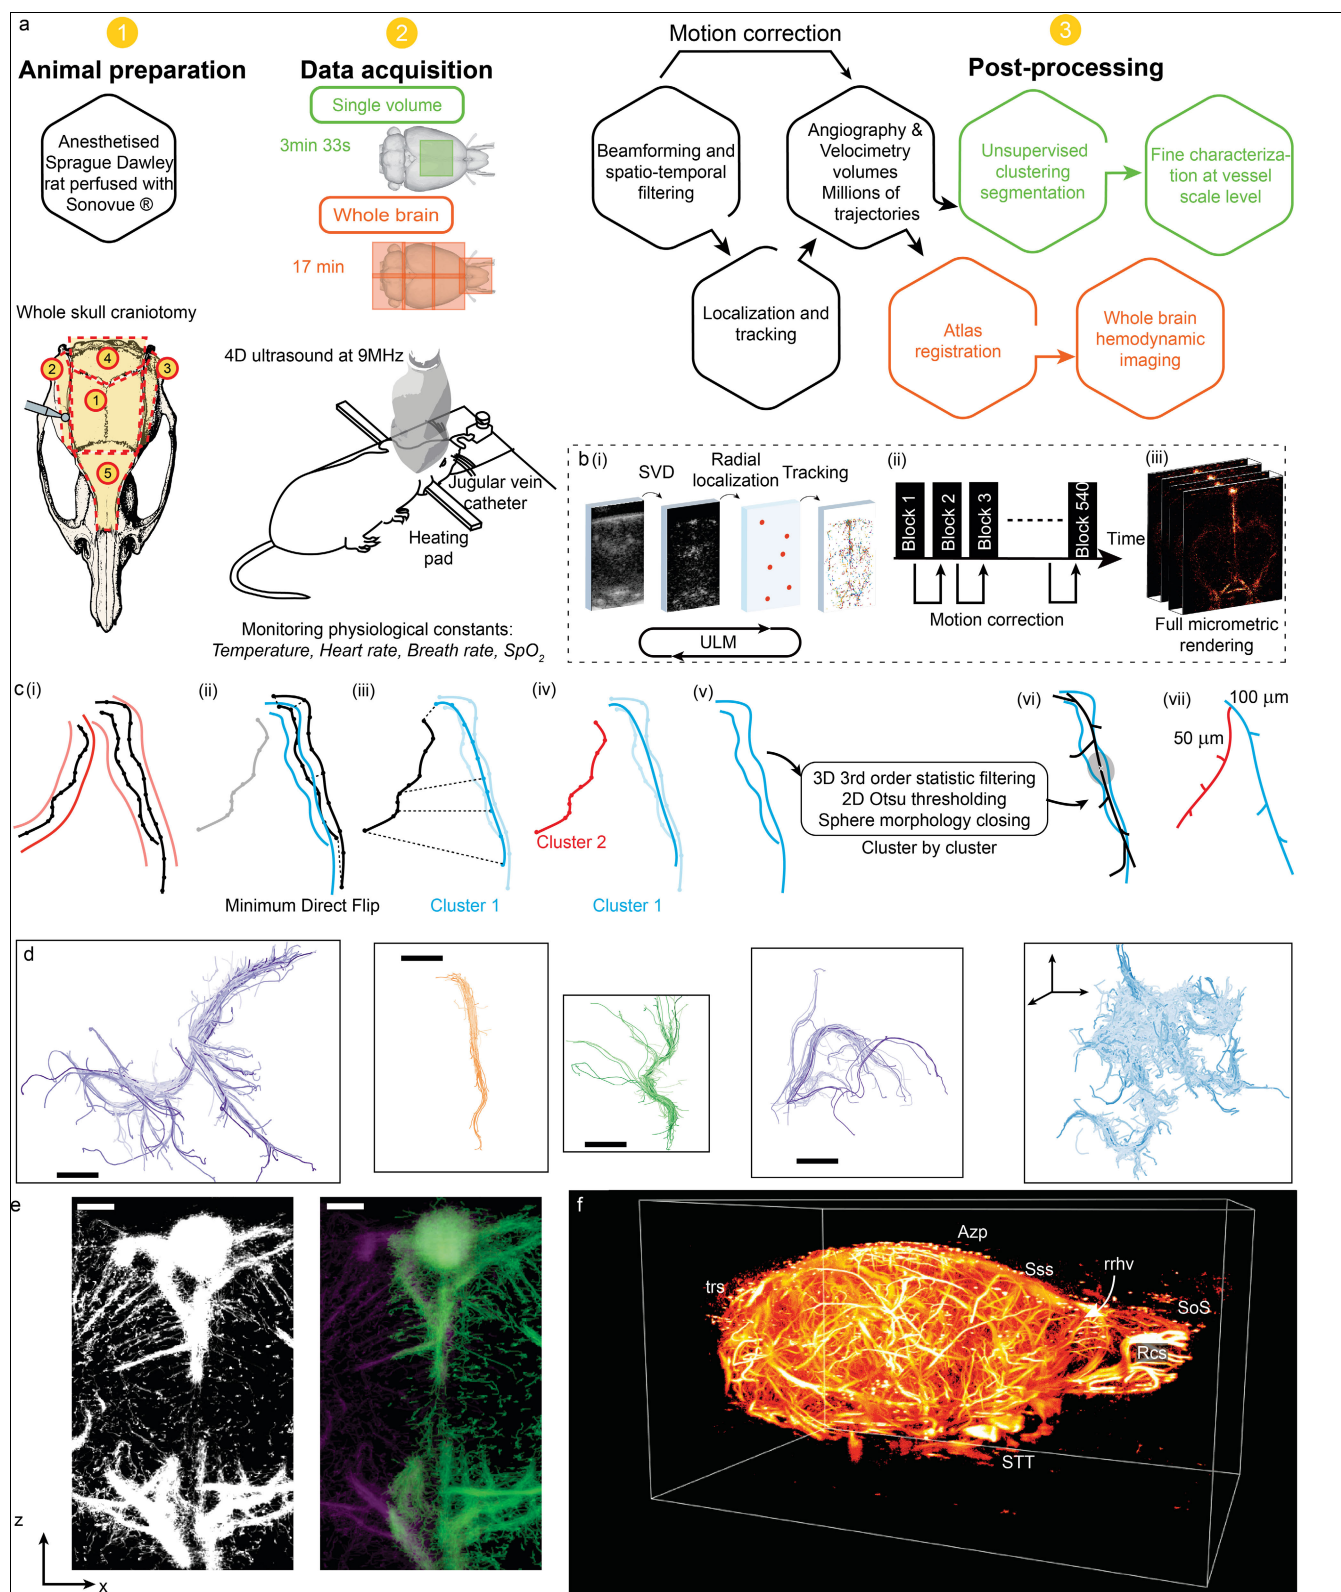 a
1
Animal preparation
Anesthetised
Sprague Dawley
rat perfused with
Sonovue ®
Whole skull craniotomy
2
4
3
1
5
2
Data acquisition
Single volume
3min 33s
Whole brain
17 min
4D ultrasound at 9MHz
Jugular vein
catheter
Heating
pad
Monitoring physiological constants:
Temperature, Heart rate, Breath rate, SpO2
3
Post-processing
Motion correction
Beamforming and
spatio-temporal
filtering
Localization and
tracking
Angiography &
Velocimetry
volumes
Millions of
trajectories
Unsupervised
clustering
segmentation
Fine characteriza-
tion at vessel
scale level
Atlas
registration
Whole brain
hemodynamic
imaging
b (i)
SVD
Radial
localization
Tracking
ULM
(ii)
Block 1
Block 2
Block 3
Block 540
Time
Motion correction
(iii)
Full micrometric
rendering
c (i)
(ii)
Minimum Direct Flip
(iii)
Cluster 1
(iv)
Cluster 2
Cluster 1
(v)
3D 3rd order statistic filtering
2D Otsu thresholding
Sphere morphology closing
Cluster by cluster
(vi)
(vii)
100 µm
50 µm
d
e
z
x
f
Azp
Sss
rrhv
trs
SoS
Rcs
STT